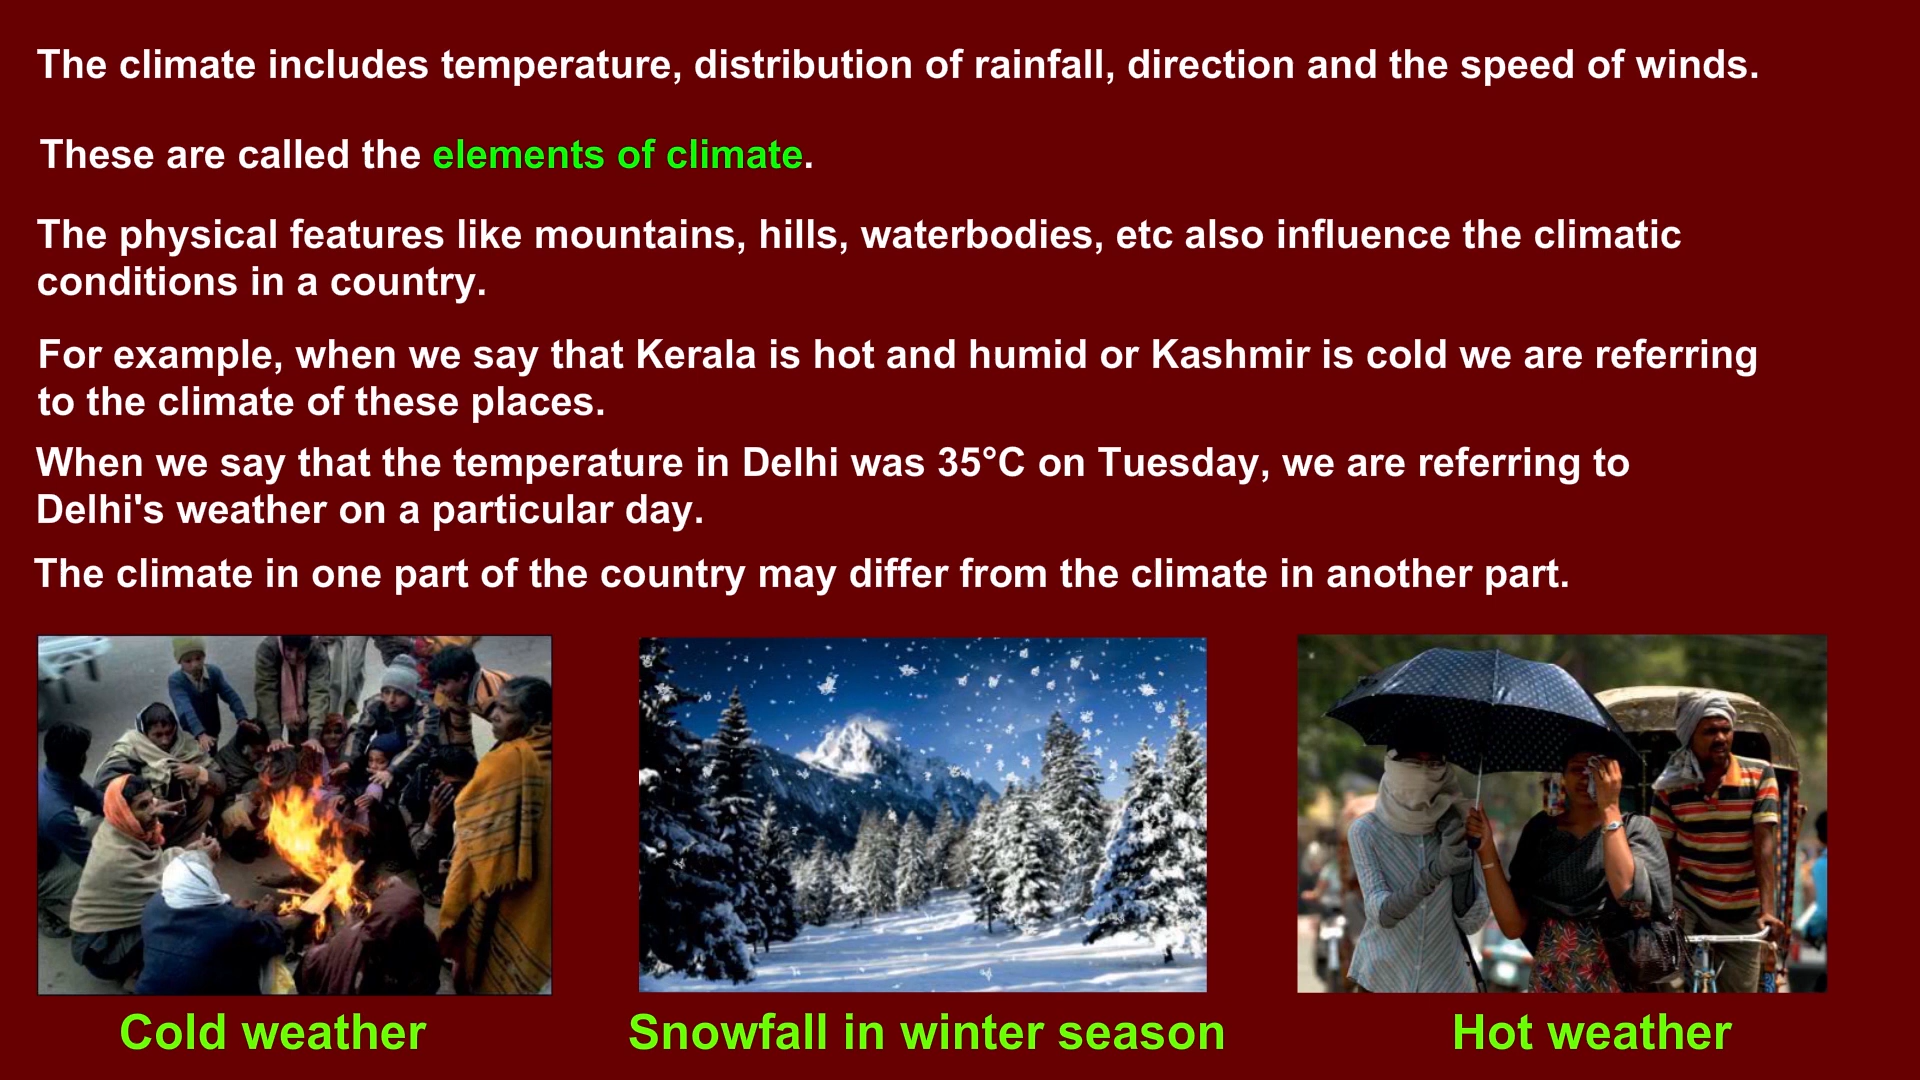 The climate includes temperature, distribution of rainfall, direction and the speed of winds.
These are called the elements of climate.
The physical features like mountains, hills, waterbodies, etc also influence the climatic
conditions in a country.
For example, when we say that Kerala is hot and humid or Kashmir is cold we are referring
to the climate of these places.
When we say that the temperature in Delhi was 35°C on Tuesday, we are referring to
Delhi's weather on a particular day.
The climate in one part of the country may differ from the climate in another part.
Cold weather
Snowfall in winter season
Hot weather